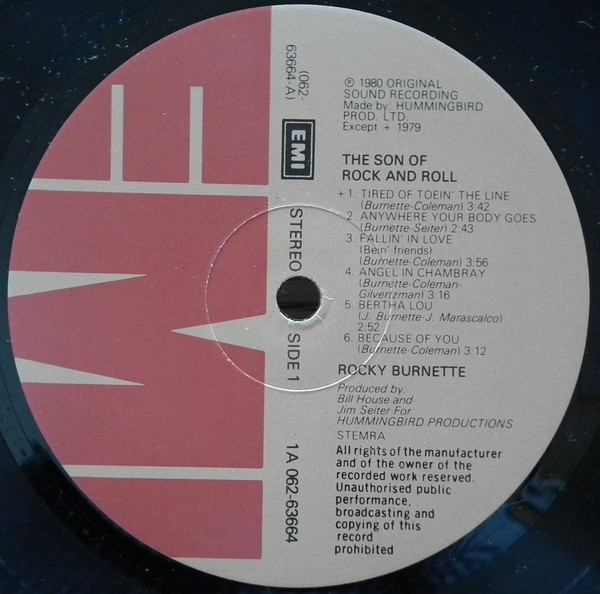 EMI
(062-
63664-A)
EMI
STEREO
SIDE 1
1A 062-63664
℗ 1980 ORIGINAL
SOUND RECORDING
Made by: HUMMINGBIRD
PROD. LTD.
Except + 1979
THE SON OF
ROCK AND ROLL
+ 1. TIRED OF TOEIN' THE LINE
(Burnette-Coleman) 3:42
2. ANYWHERE YOUR BODY GOES
(Burnette-Seiter) 2:43
3. FALLIN' IN LOVE
(Bein' friends)
(Burnette-Coleman) 3:56
4. ANGEL IN CHAMBRAY
(Burnette-Coleman-
Gilvertzman) 3:16
5. BERTHA LOU
(J. Burnette-J. Marascalco)
2:52
6. BECAUSE OF YOU
(Burnette-Coleman) 3:12
ROCKY BURNETTE
Produced by:
Bill House and
Jim Seiter For
HUMMINGBIRD PRODUCTIONS
STEMRA
All rights of the manufacturer
and of the owner of the
recorded work reserved.
Unauthorised public
performance,
broadcasting and
copying of this
record
prohibited